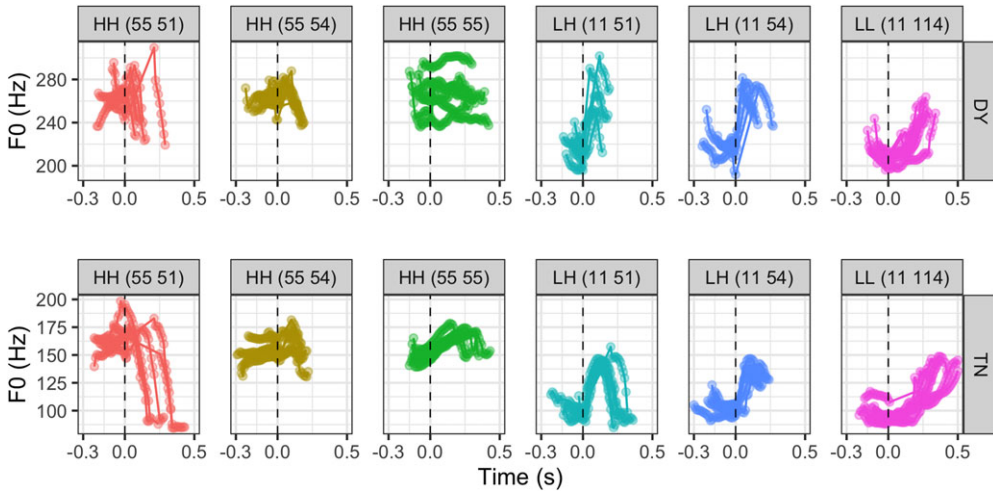 HH (55 51) HH (55 54) HH (55 55) LH (11 51) LH (11 54) LL (11 114)
F0 (Hz)
280
240
200
DY
-0.3 0.0 0.5 -0.3 0.0 0.5 -0.3 0.0 0.5 -0.3 0.0 0.5 -0.3 0.0 0.5 -0.3 0.0 0.5
HH (55 51) HH (55 54) HH (55 55) LH (11 51) LH (11 54) LL (11 114)
F0 (Hz)
200
175
150
125
100
TN
-0.3 0.0 0.5 -0.3 0.0 0.5 -0.3 0.0 0.5 -0.3 0.0 0.5 -0.3 0.0 0.5 -0.3 0.0 0.5
Time (s)